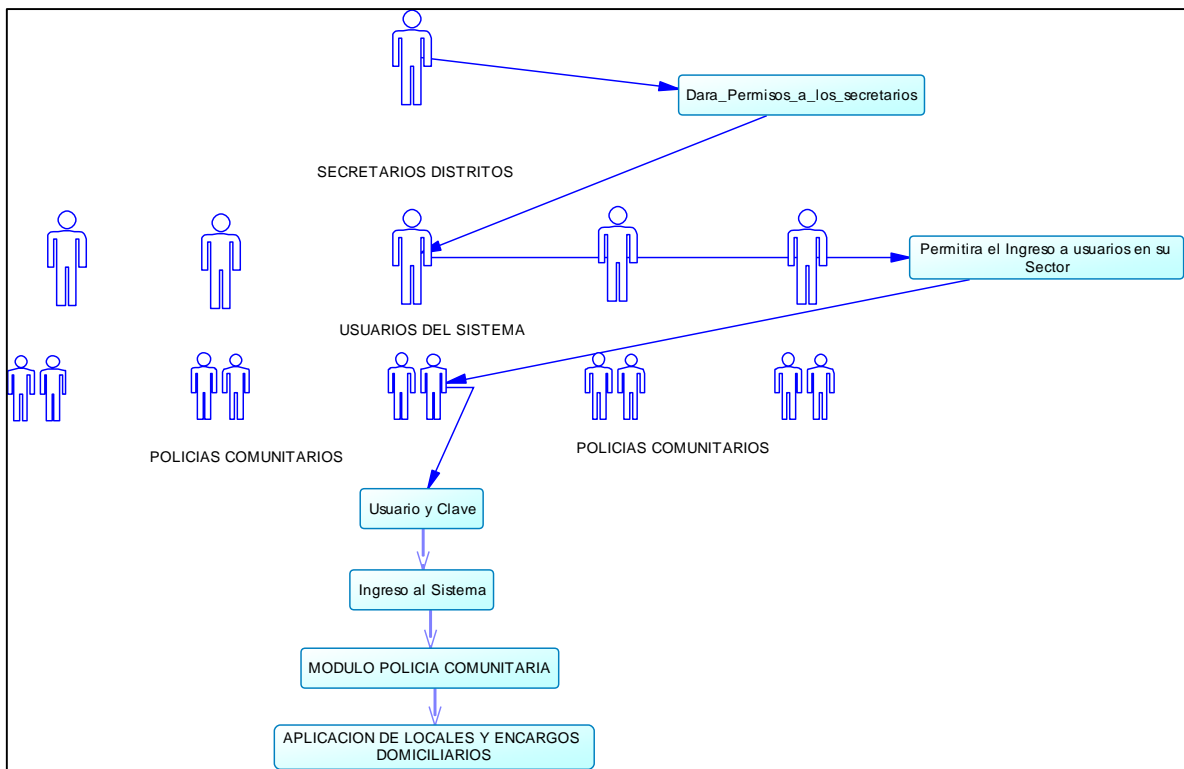 Dara_Permisos_a_los_secretarios
SECRETARIOS DISTRITOS
Permitira el Ingreso a usuarios en su
Sector
USUARIOS DEL SISTEMA
POLICIAS COMUNITARIOS
POLICIAS COMUNITARIOS
Usuario y Clave
Ingreso al Sistema
MODULO POLICIA COMUNITARIA
APLICACION DE LOCALES Y ENCARGOS
DOMICILIARIOS